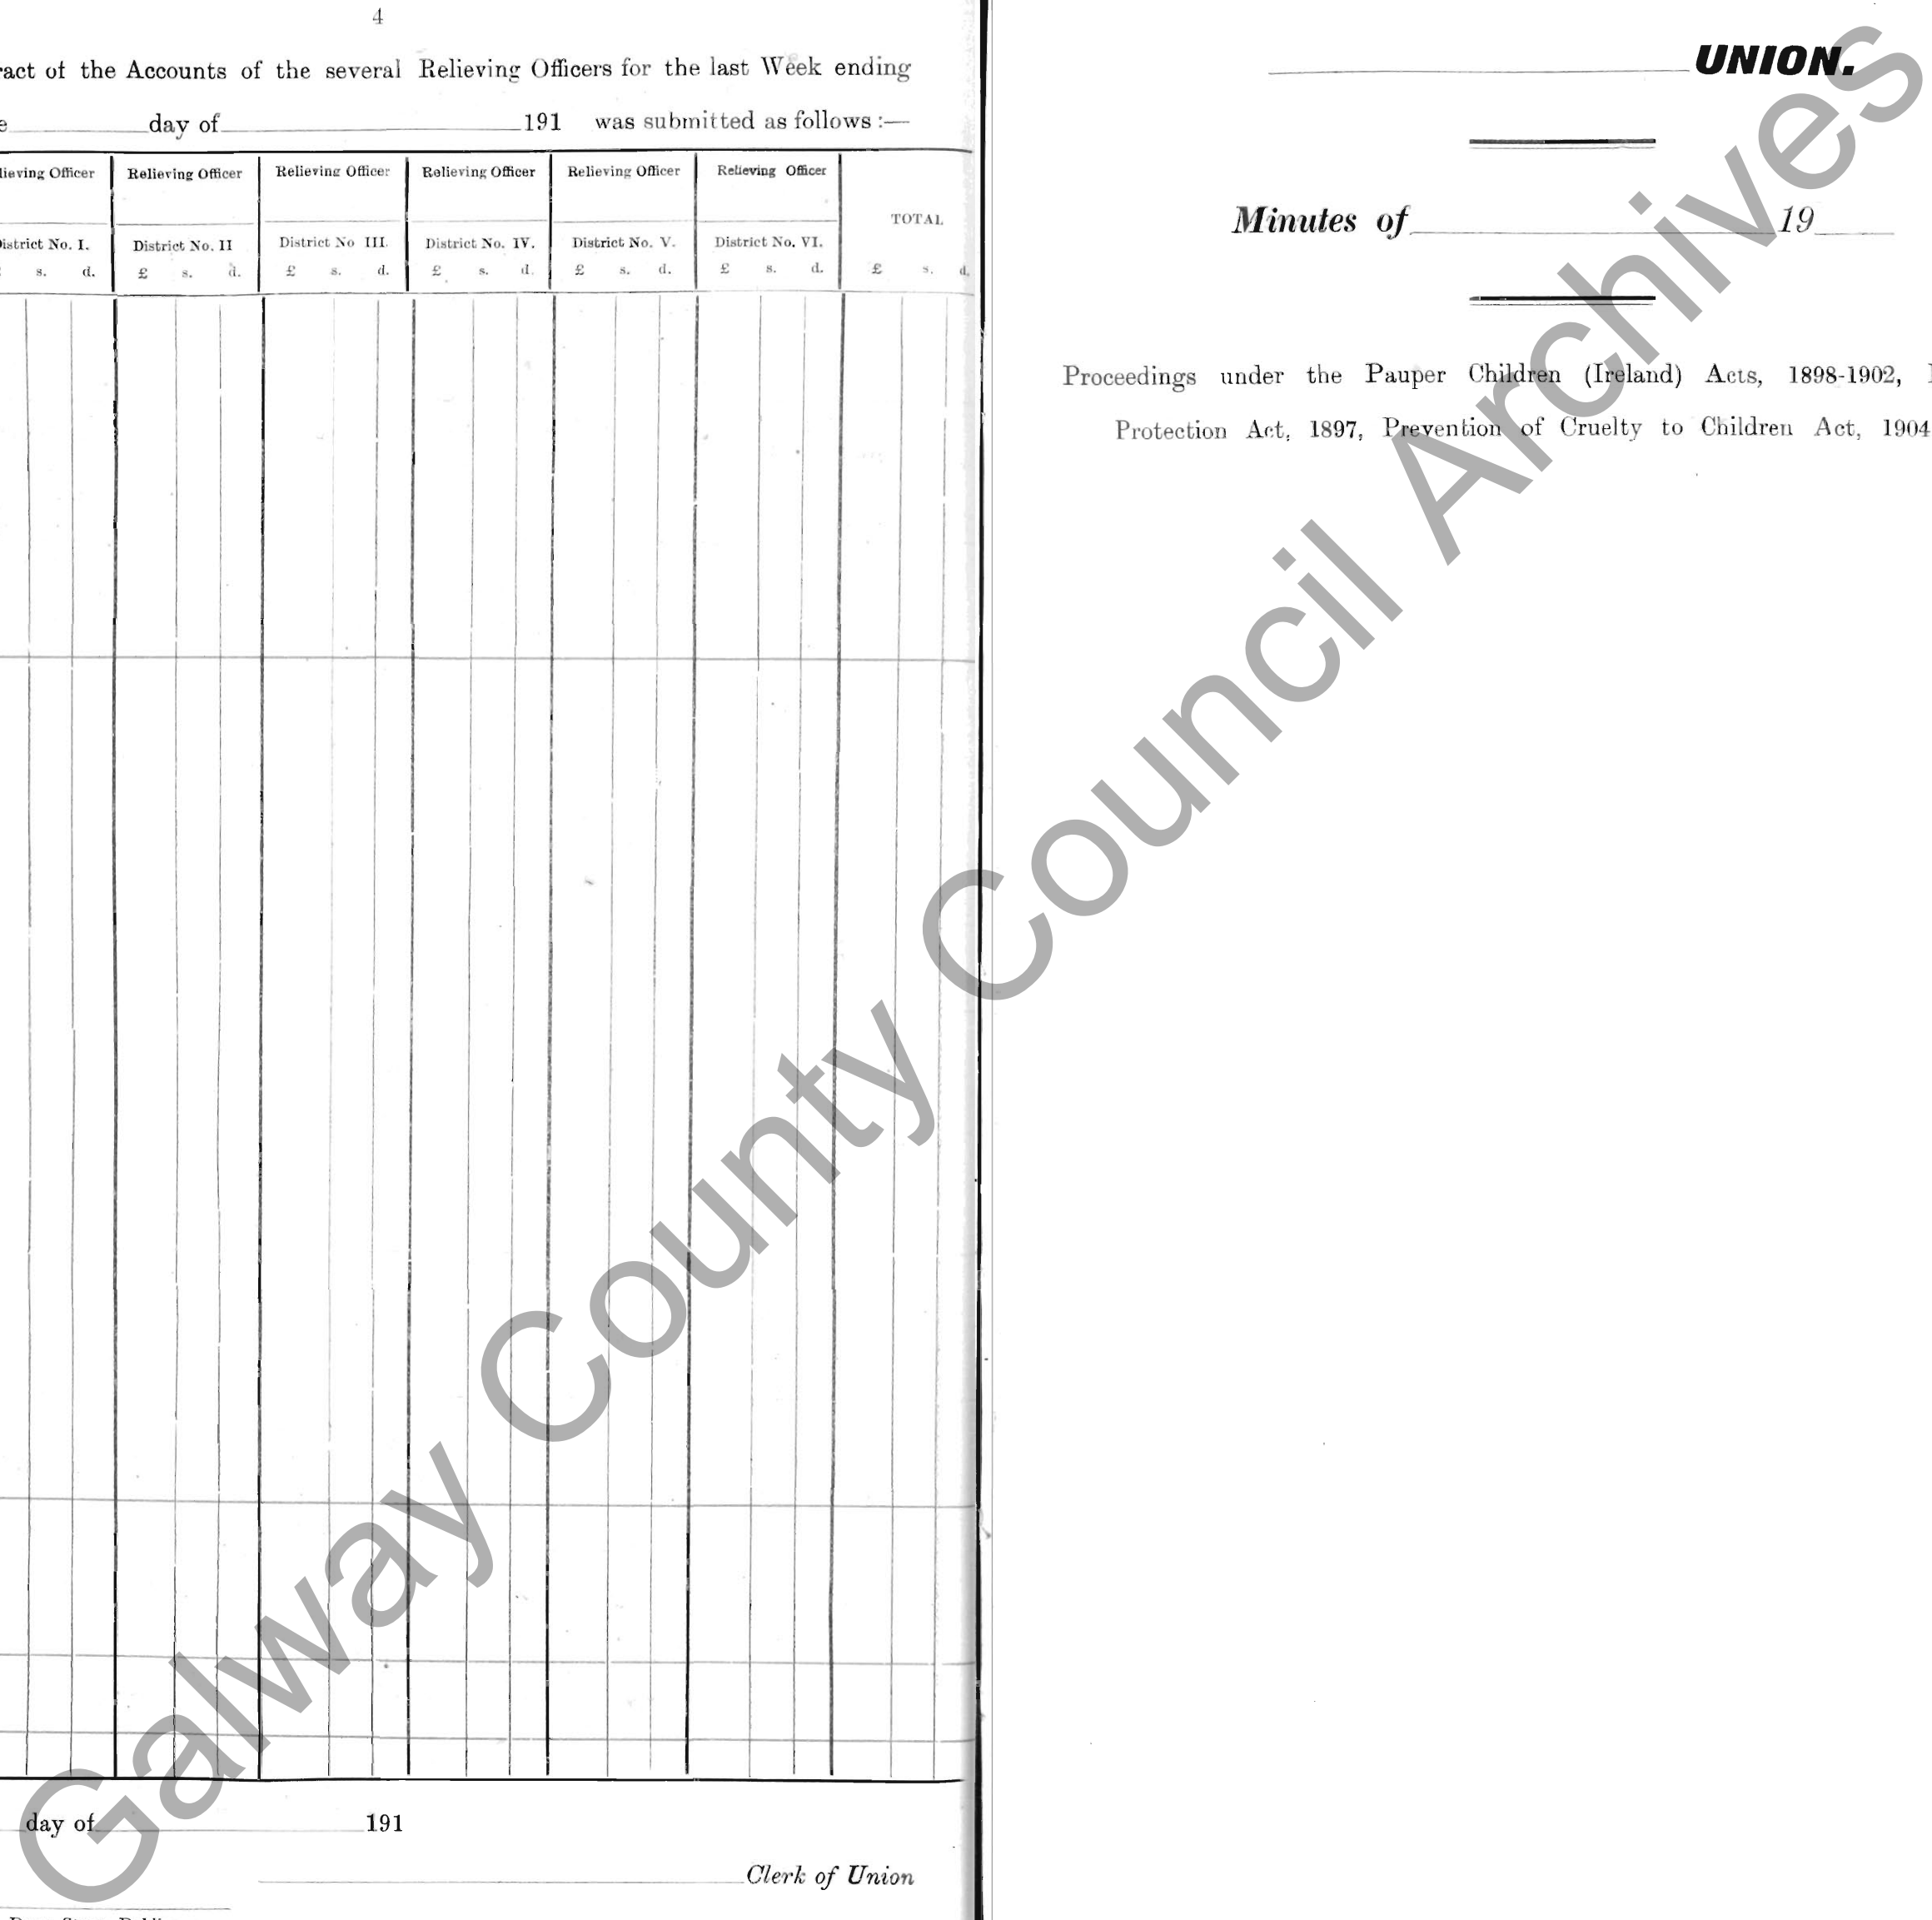 4
ract of the Accounts of the several Relieving Officers for the last Week ending
e day of 191 was submitted as follows :—
lieving Officer Relieving Officer Relieving Officer Relieving Officer Relieving Officer Relieving Officer
TOTAL
istrict No. I. District No. II District No III. District No. IV. District No. V. District No. VI.
s. d. £ s. d. £ s. d. £ s. d. £ s. d. £ s. d. £ s. d.
day of 191
Clerk of Union
UNION.
Minutes of 19
Proceedings under the Pauper Children (Ireland) Acts, 1898-1902,
Protection Act, 1897, Prevention of Cruelty to Children Act, 1904
Galway County Council Archives